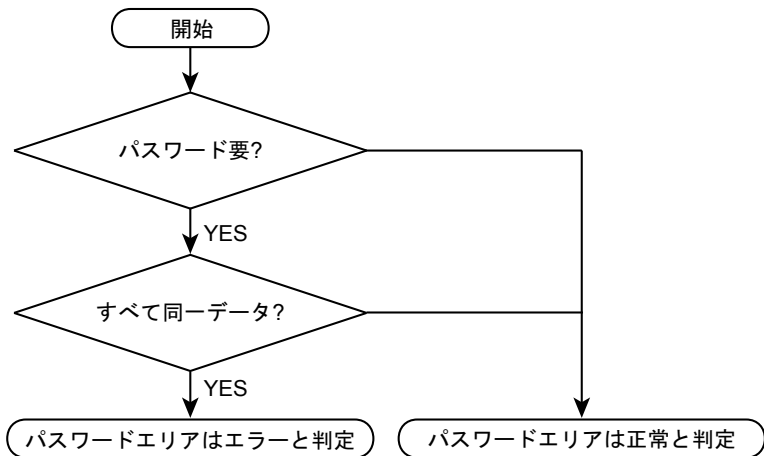 開始
パスワード要?
YES
すべて同一データ?
YES
パスワードエリアはエラーと判定
パスワードエリアは正常と判定